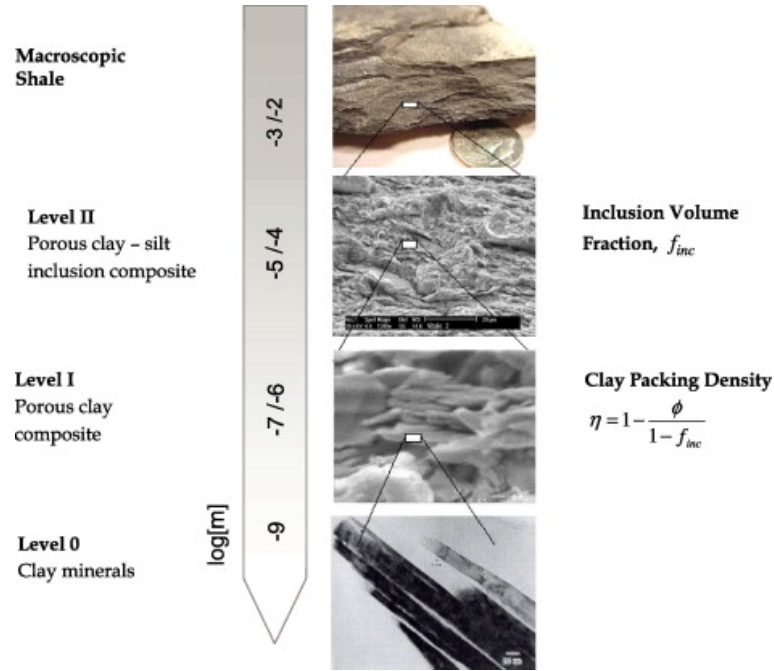 Macroscopic
Shale
-3 /-2
Level II
Porous clay – silt
inclusion composite
-5 /-4
Inclusion Volume
Fraction, f_inc
Level I
Porous clay
composite
-7 /-6
Clay Packing Density
η = 1 - ϕ / (1 - f_inc)
log[m]
-9
Level 0
Clay minerals